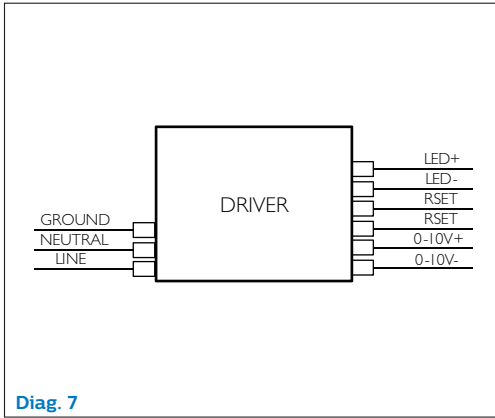 GROUND
NEUTRAL
LINE
DRIVER
LED+
LED-
RSET
RSET
0-10V+
0-10V-
Diag. 7